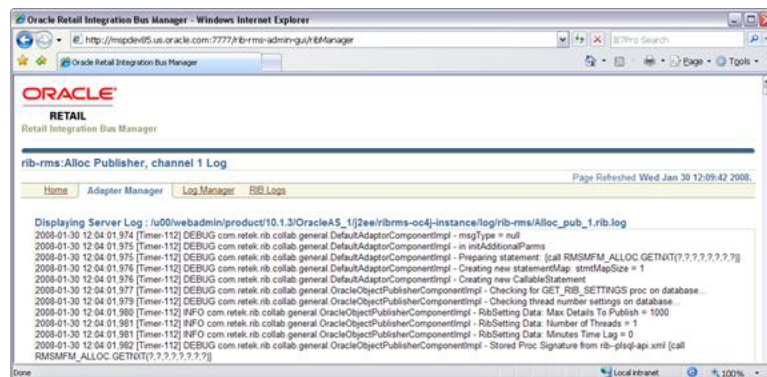 Oracle Retail Integration Bus Manager - Windows Internet Explorer
http://mspdev85.us.oracle.com:7777/rib-rms-admin-gui/ribManager
IE7Pro Search
Oracle Retail Integration Bus Manager
Page
Tools
ORACLE
RETAIL
Retail Integration Bus Manager
rib-rms:Alloc Publisher, channel 1 Log
Page Refreshed Wed Jan 30 12:09:42 2008.
Home Adapter Manager Log Manager RIB Logs
Displaying Server Log : /u00/webadmin/product/10.1.3/OracleAS_1/j2ee/ribrms-oc4j-instance/log/rib-rms/Alloc_pub_1.rib.log
2008-01-30 12:04:01,974 [Timer-112] DEBUG com.retek.rib.collab.general.DefaultAdaptorComponentImpl - msgType = null
2008-01-30 12:04:01,975 [Timer-112] DEBUG com.retek.rib.collab.general.DefaultAdaptorComponentImpl - in initAdditionalParms
2008-01-30 12:04:01,975 [Timer-112] DEBUG com.retek.rib.collab.general.DefaultAdaptorComponentImpl - Preparing statement: {call RMSMFM_ALLOC.GETNXT(?,?,?,?,?,?,?,?)}
2008-01-30 12:04:01,976 [Timer-112] DEBUG com.retek.rib.collab.general.DefaultAdaptorComponentImpl - Creating new statementMap: stmtMapSize = 1
2008-01-30 12:04:01,976 [Timer-112] DEBUG com.retek.rib.collab.general.DefaultAdaptorComponentImpl - Creating new CallableStatement
2008-01-30 12:04:01,977 [Timer-112] DEBUG com.retek.rib.collab.general.OracleObjectPublisherComponentImpl - Checking for GET_RIB_SETTINGS proc on database...
2008-01-30 12:04:01,979 [Timer-112] DEBUG com.retek.rib.collab.general.OracleObjectPublisherComponentImpl - Checking thread number settings on database...
2008-01-30 12:04:01,980 [Timer-112] INFO com.retek.rib.collab.general.OracleObjectPublisherComponentImpl - RibSetting Data: Max Details To Publish = 1000
2008-01-30 12:04:01,981 [Timer-112] INFO com.retek.rib.collab.general.OracleObjectPublisherComponentImpl - RibSetting Data: Number of Threads = 1
2008-01-30 12:04:01,981 [Timer-112] INFO com.retek.rib.collab.general.OracleObjectPublisherComponentImpl - RibSetting Data: Minutes Time Lag = 0
2008-01-30 12:04:01,982 [Timer-112] DEBUG com.retek.rib.collab.general.OracleObjectPublisherComponentImpl - Stored Proc Signature from rib-plsql-api.xml {call
RMSMFM_ALLOC.GETNXT(?,?,?,?,?,?,?,?)}
Done Local intranet 100%